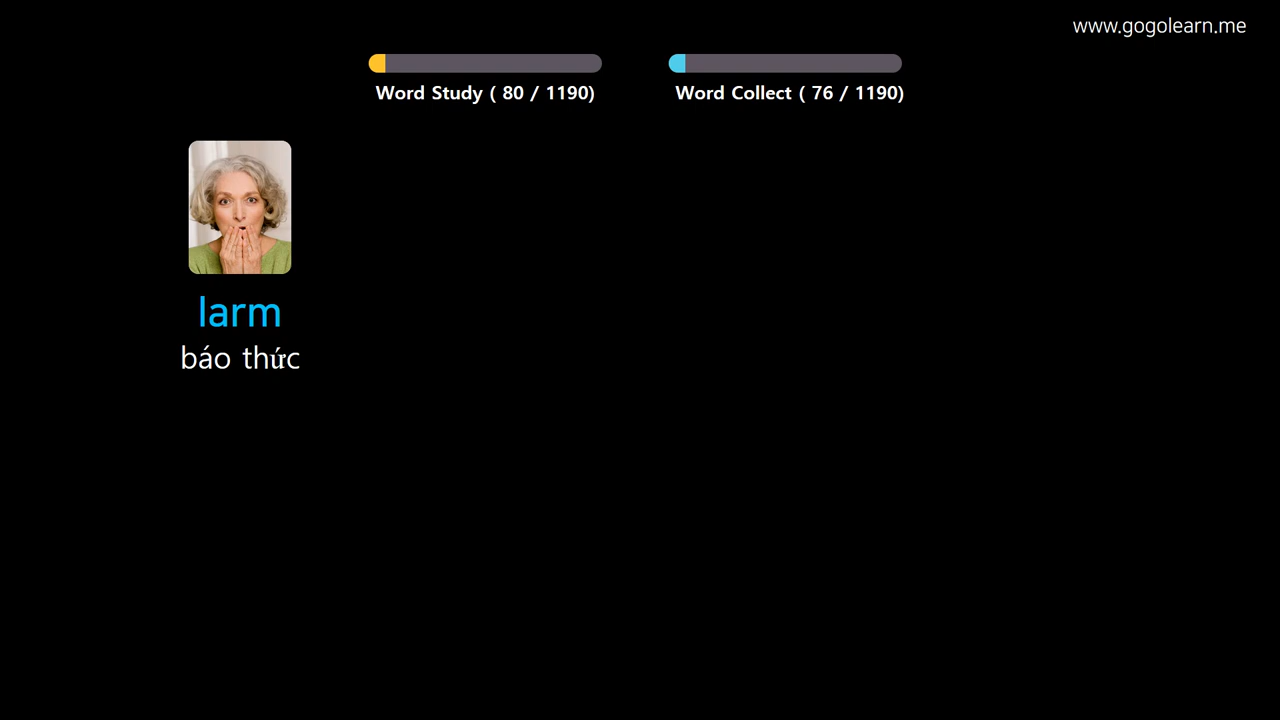 www.gogolearn.me
Word Study ( 80 / 1190)
Word Collect ( 76 / 1190)
larm
báo thức